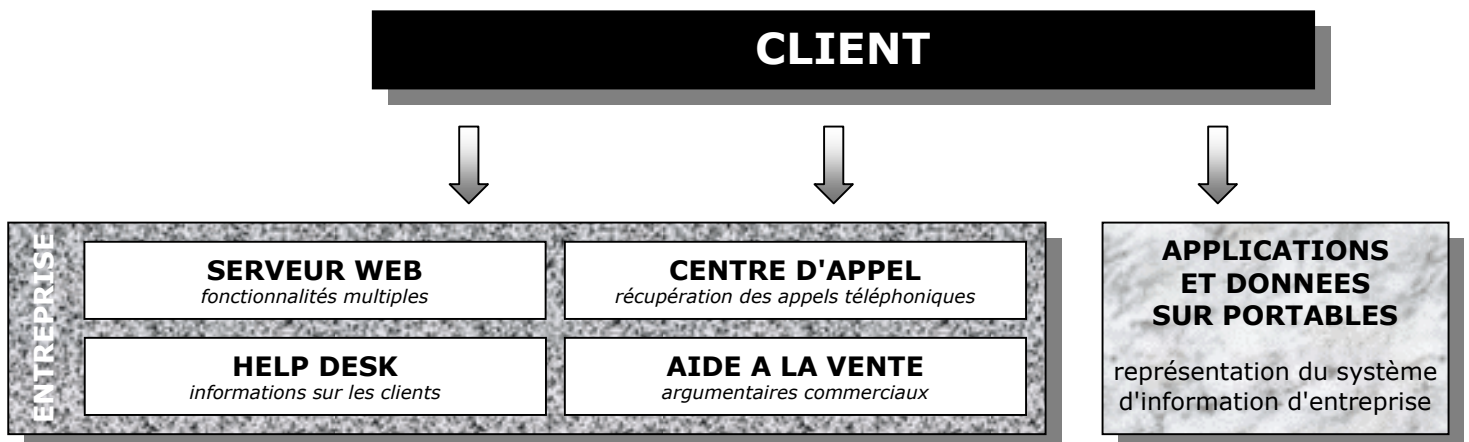 CLIENT
ENTREPRISE
SERVEUR WEB
fonctionnalités multiples
CENTRE D'APPEL
récupération des appels téléphoniques
HELP DESK
informations sur les clients
AIDE A LA VENTE
argumentaires commerciaux
APPLICATIONS
ET DONNEES
SUR PORTABLES
représentation du système
d'information d'entreprise